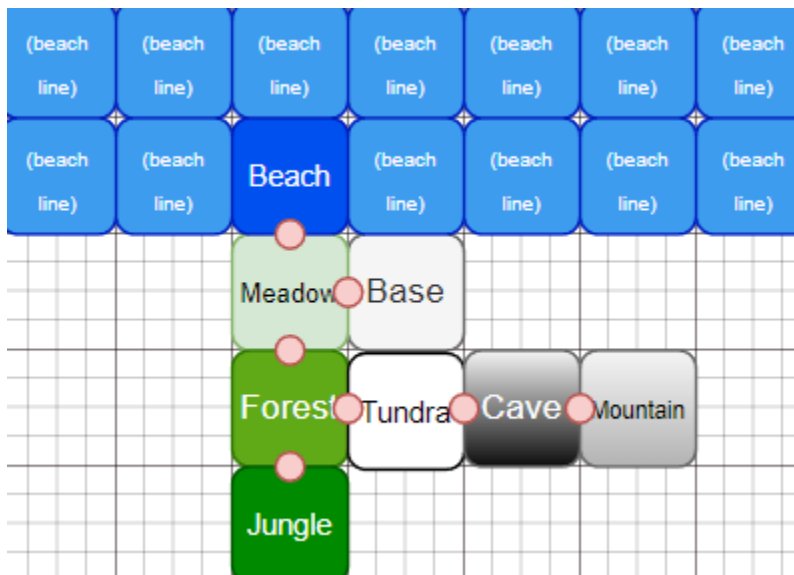 (beach (beach (beach (beach (beach (beach (beach
line) line) line) line) line) line) line)
(beach (beach Beach (beach (beach (beach (beach
line) line) line) line) line) line)
Meadow Base
Forest Tundra Cave Mountain
Jungle